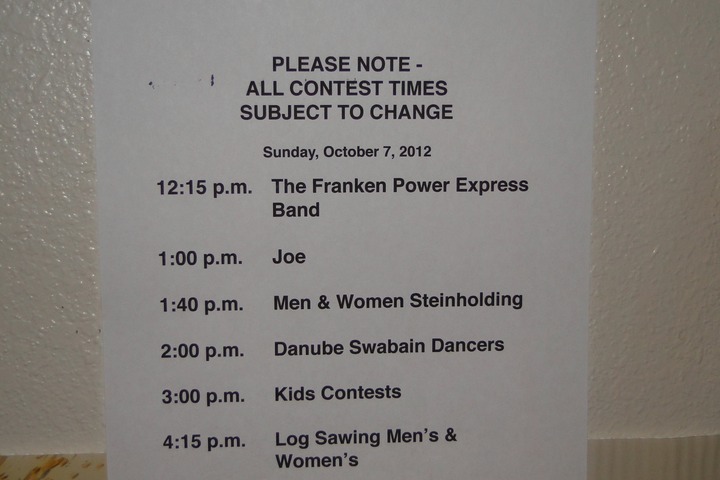 PLEASE NOTE -
ALL CONTEST TIMES
SUBJECT TO CHANGE
Sunday, October 7, 2012
12:15 p.m. The Franken Power Express
Band
1:00 p.m. Joe
1:40 p.m. Men & Women Steinholding
2:00 p.m. Danube Swabain Dancers
3:00 p.m. Kids Contests
4:15 p.m. Log Sawing Men's &
Women's